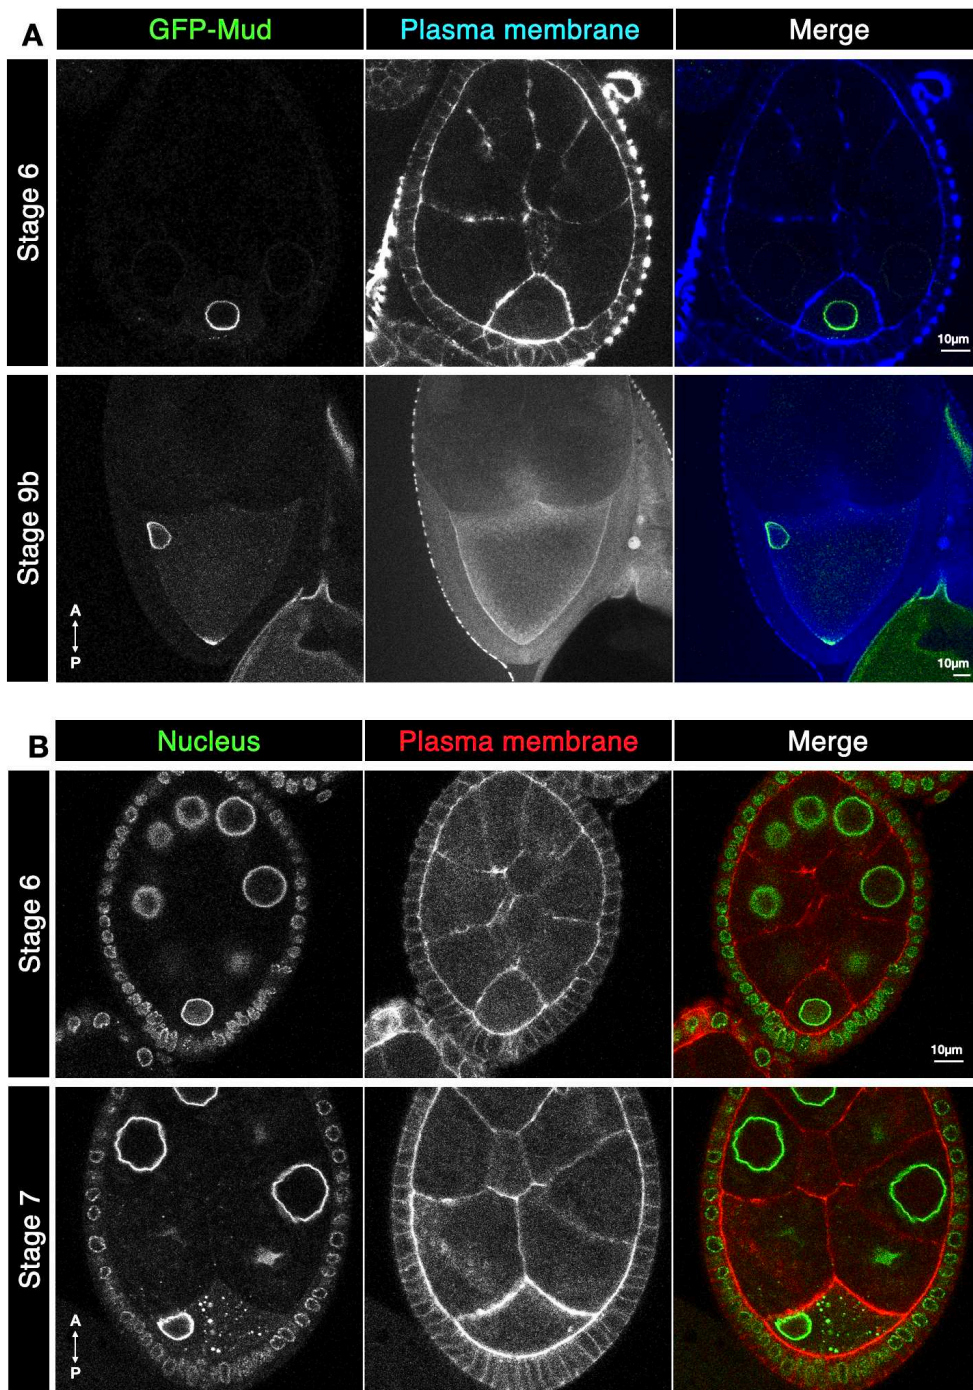 A
GFP-Mud
Plasma membrane
Merge
Stage 6
10µm
Stage 9b
A
P
10µm
B
Nucleus
Plasma membrane
Merge
Stage 6
10µm
Stage 7
A
P